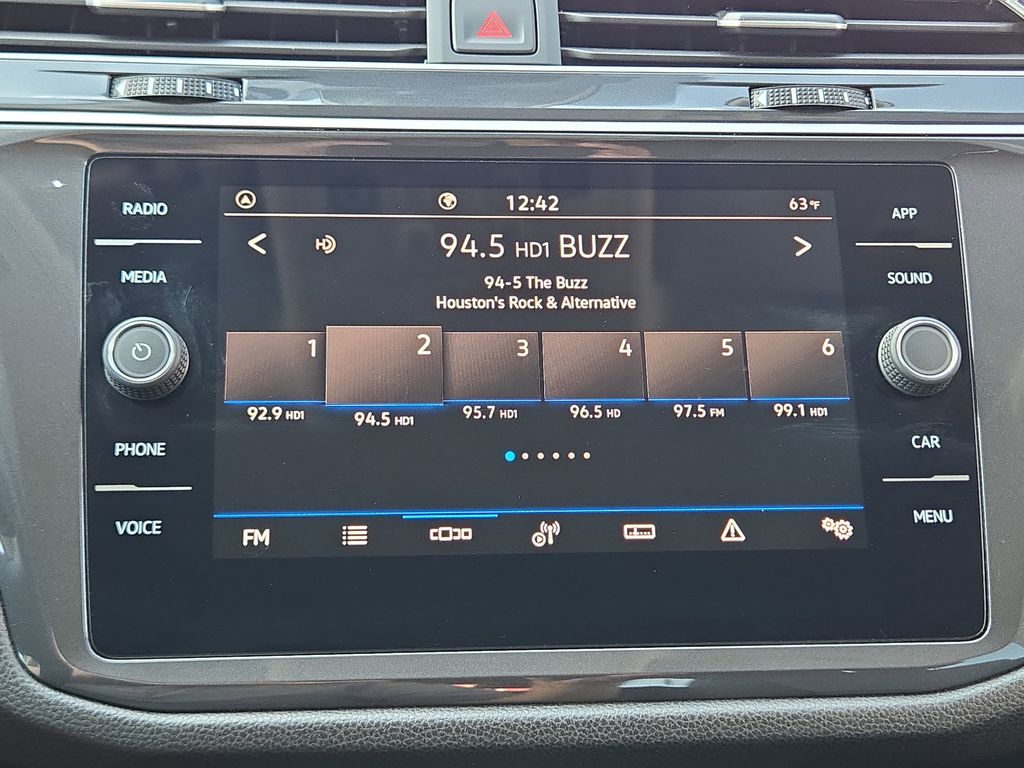 RADIO
MEDIA
PHONE
VOICE
12:42
63°F
94.5 HD1 BUZZ
94-5 The Buzz
Houston's Rock & Alternative
1 2 3 4 5 6
92.9 HD1 94.5 HD1 95.7 HD1 96.5 HD 97.5 FM 99.1 HD1
FM
APP
SOUND
CAR
MENU